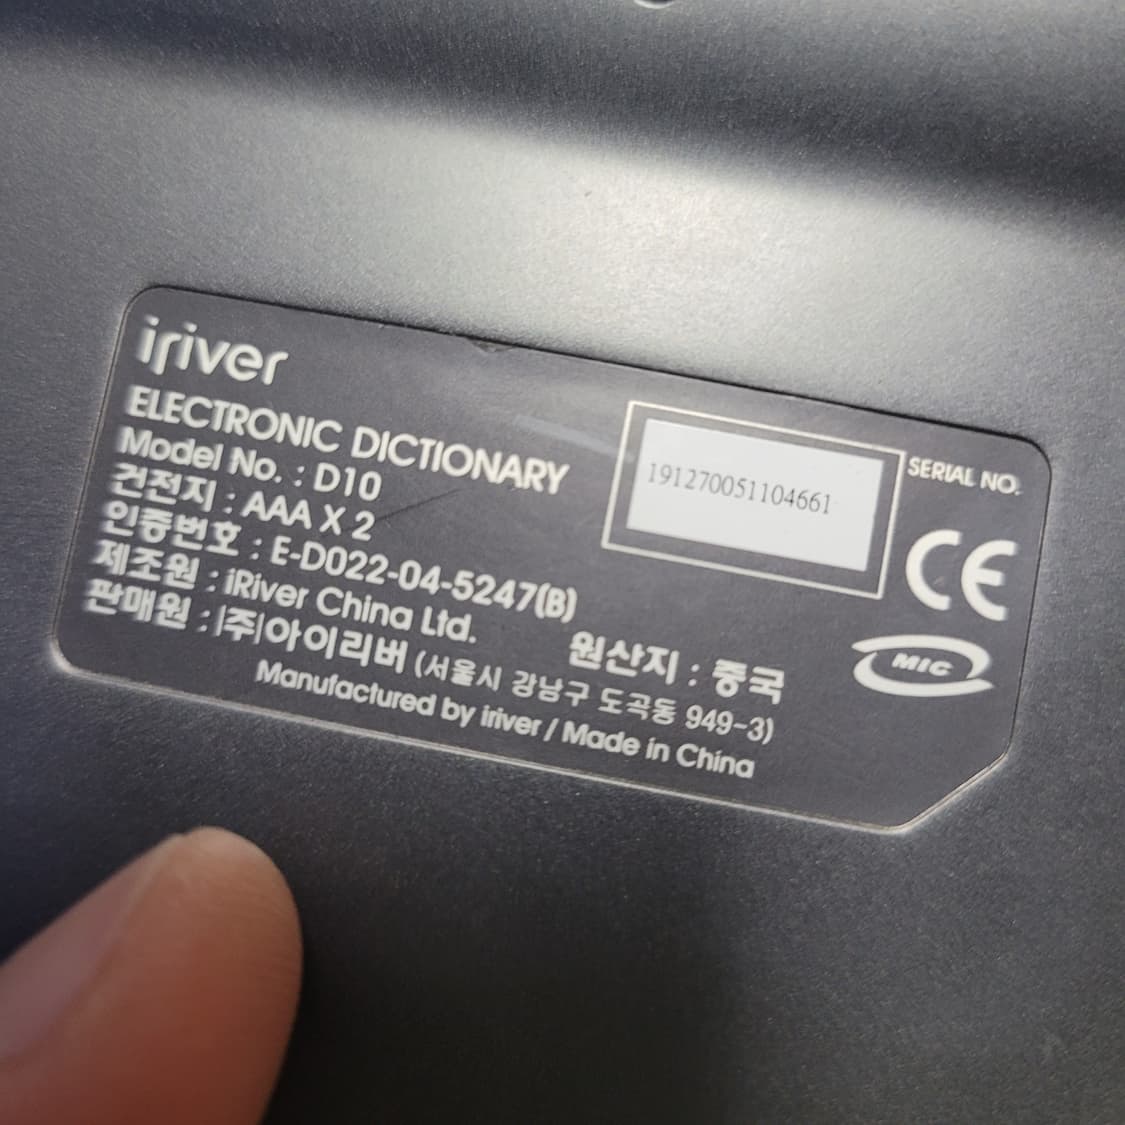 iriver
ELECTRONIC DICTIONARY
Model No. : D10
건전지 : AAA X 2
인증번호 : E-D022-04-5247(B)
제조원 : iRiver China Ltd. 원산지 : 중국
판매원 : (주)아이리버 (서울시 강남구 도곡동 949-3)
Manufactured by iriver / Made in China
191270051104661
SERIAL NO.
CE
MIC